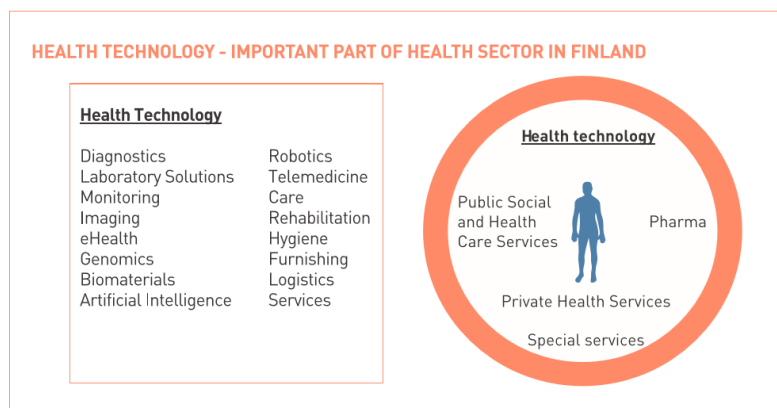 HEALTH TECHNOLOGY - IMPORTANT PART OF HEALTH SECTOR IN FINLAND
Health Technology
Diagnostics
Laboratory Solutions
Monitoring
Imaging
eHealth
Genomics
Biomaterials
Artificial Intelligence
Robotics
Telemedicine
Care
Rehabilitation
Hygiene
Furnishing
Logistics
Services
Health technology
Public Social
and Health
Care Services
Pharma
Private Health Services
Special services